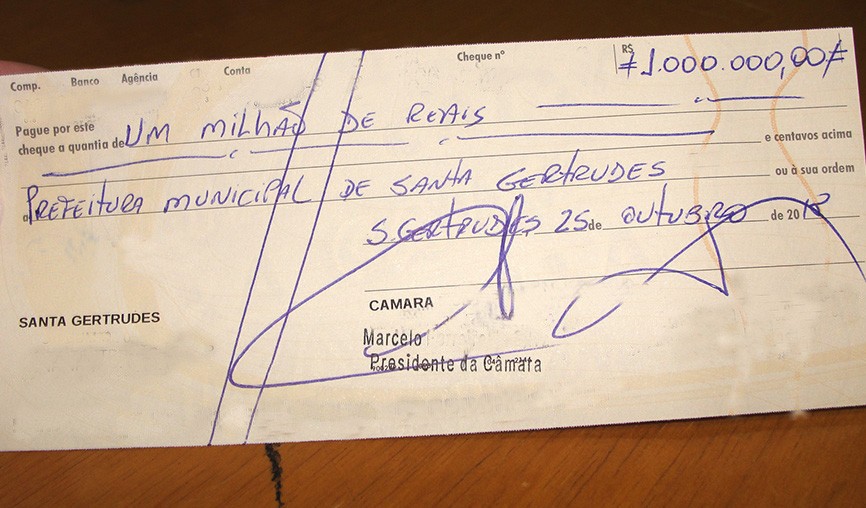 Comp. Banco Agência Conta Cheque nº R$ # 1.000.000,00 #
Pague por este
cheque a quantia de UM MILHÃO DE REAIS
e centavos acima
a PREFEITURA MUNICIPAL DE SANTA GERTRUDES ou à sua ordem
S.GERTRUDES 25 de OUTUBRO de 20
SANTA GERTRUDES
CAMARA
Marcelo
Presidente da Câmara